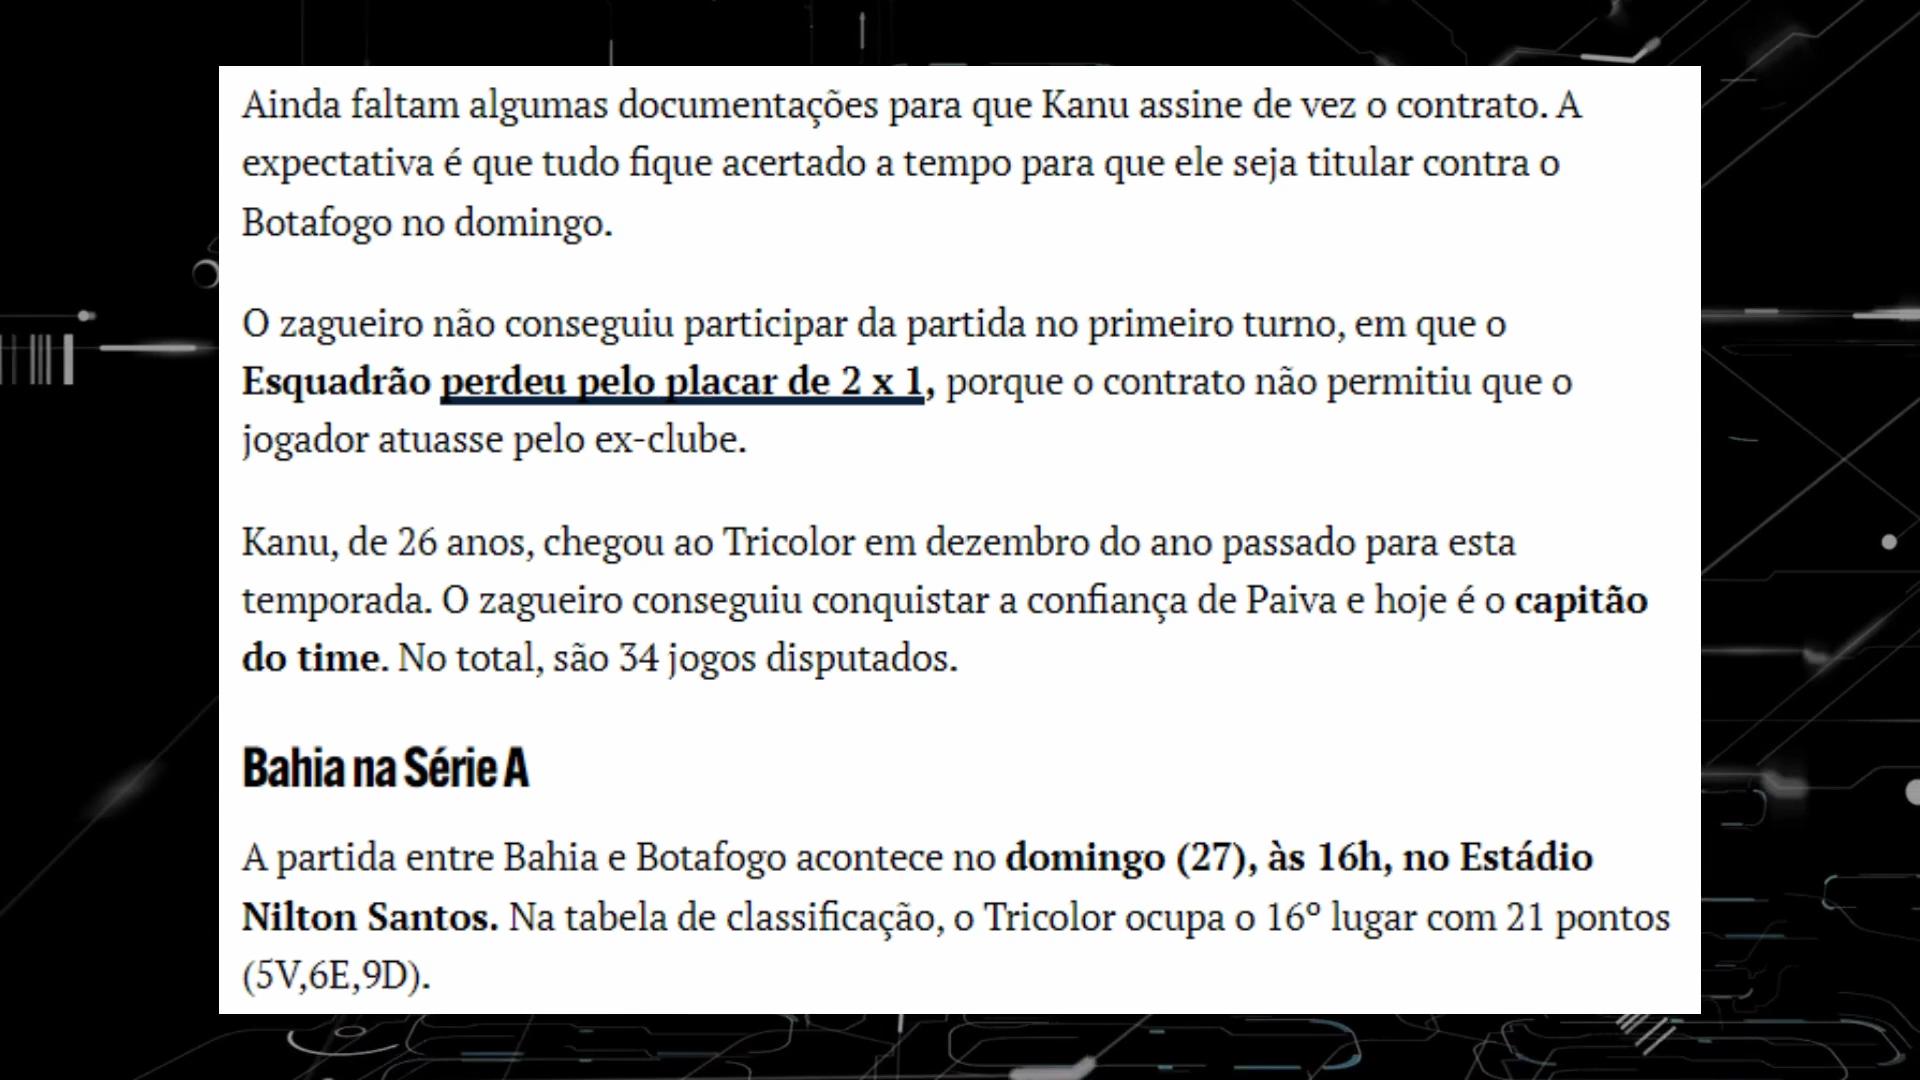 Ainda faltam algumas documentações para que Kanu assine de vez o contrato. A
expectativa é que tudo fique acertado a tempo para que ele seja titular contra o
Botafogo no domingo.
O zagueiro não conseguiu participar da partida no primeiro turno, em que o
Esquadrão perdeu pelo placar de 2 x 1, porque o contrato não permitiu que o
jogador atuasse pelo ex-clube.
Kanu, de 26 anos, chegou ao Tricolor em dezembro do ano passado para esta
temporada. O zagueiro conseguiu conquistar a confiança de Paiva e hoje é o capitão
do time. No total, são 34 jogos disputados.
Bahia na Série A
A partida entre Bahia e Botafogo acontece no domingo (27), às 16h, no Estádio
Nilton Santos. Na tabela de classificação, o Tricolor ocupa o 16º lugar com 21 pontos
(5V,6E,9D).